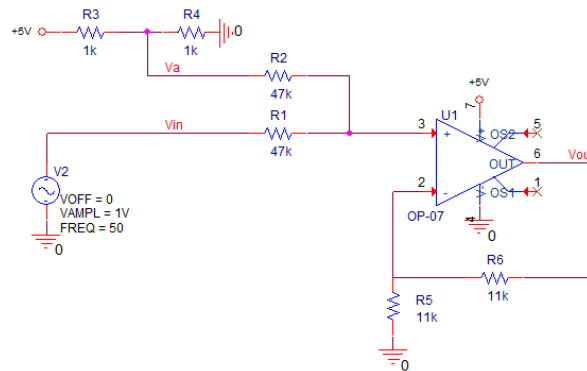 R3
R4
+5V
1k
1k
0
R2
Va
47k
+5V
R1
Vin
47k
7
U1
3
+
V+
OS2
5
V2
OUT
6
Vou
VOFF = 0
VAMPL = 1V
FREQ = 50
2
-
V-
OS1
1
OP-07
4
0
0
R6
11k
R5
11k
0